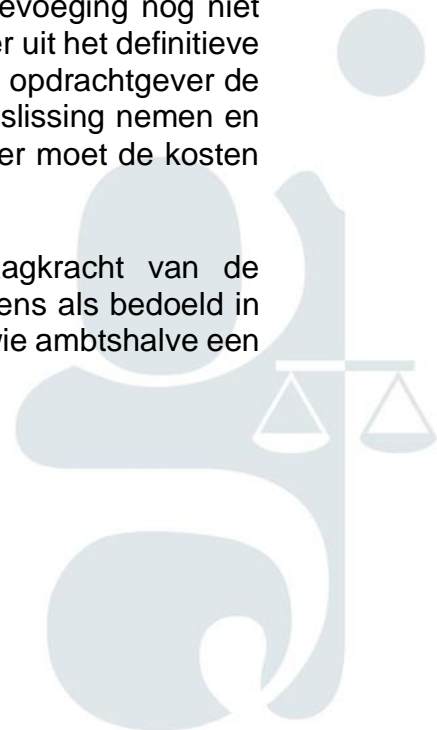 evoeging nog niet
er uit het definitieve
opdrachtgever de
slissing nemen en
er moet de kosten
agkracht van de
ens als bedoeld in
vie ambtshalve een